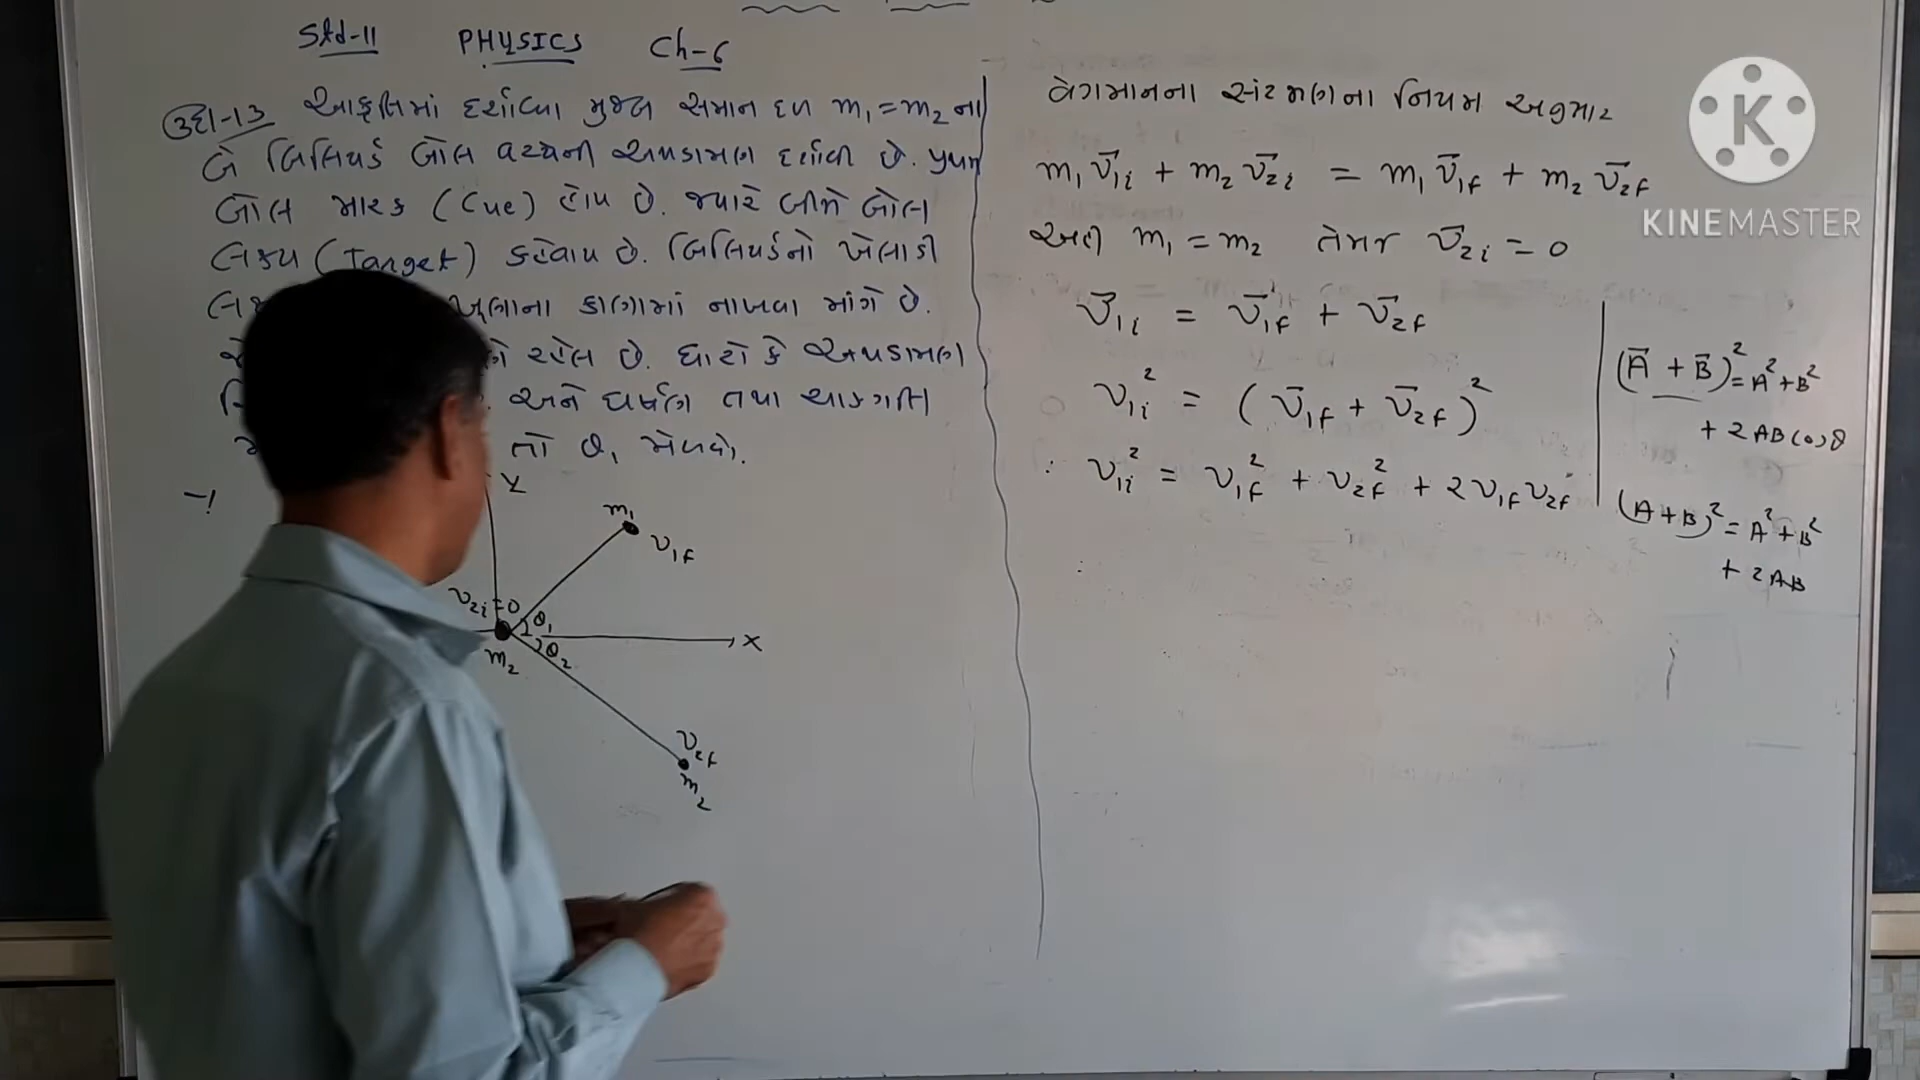 Std-11 PHYSICS Ch-6
ઉદા-13 આકૃતિમાં દર્શાવ્યા મુજબ સમાન દળ m₁=m₂ ના
બે બિલિયર્ડ બોલ વચ્ચેની અથડામણ દર્શાવી છે.
બોલ મારક (Cue) હોય છે. જ્યારે બીજો બોલ
લક્ષ્ય (Target) કહેવાય છે. બિલિયર્ડનો ખેલાડી
ખૂણાના કાણામાં નાખવા માંગે છે.
રહેલ છે. ધારો કે અથડામણ
અને ઘર્ષણ તથા ચાકગતિ
તો θ₁ મેળવો.
Y
m₁
v₁f
v₂i=0
θ₁
X
θ₂
m₂
v₂f
m₂
વેગમાનના સંરક્ષણના નિયમ અનુસાર
m₁v⃗₁i + m₂v⃗₂i = m₁v⃗₁f + m₂v⃗₂f
અહી m₁ = m₂ તેમજ v⃗₂i = 0
v⃗₁i = v⃗₁f + v⃗₂f
v₁i² = (v⃗₁f + v⃗₂f)²
∴ v₁i² = v₁f² + v₂f² + 2v₁f v₂f
(A⃗ + B⃗)² = A² + B²
+ 2AB cosθ
(A+B)² = A² + B²
+ 2AB
K
KINEMASTER